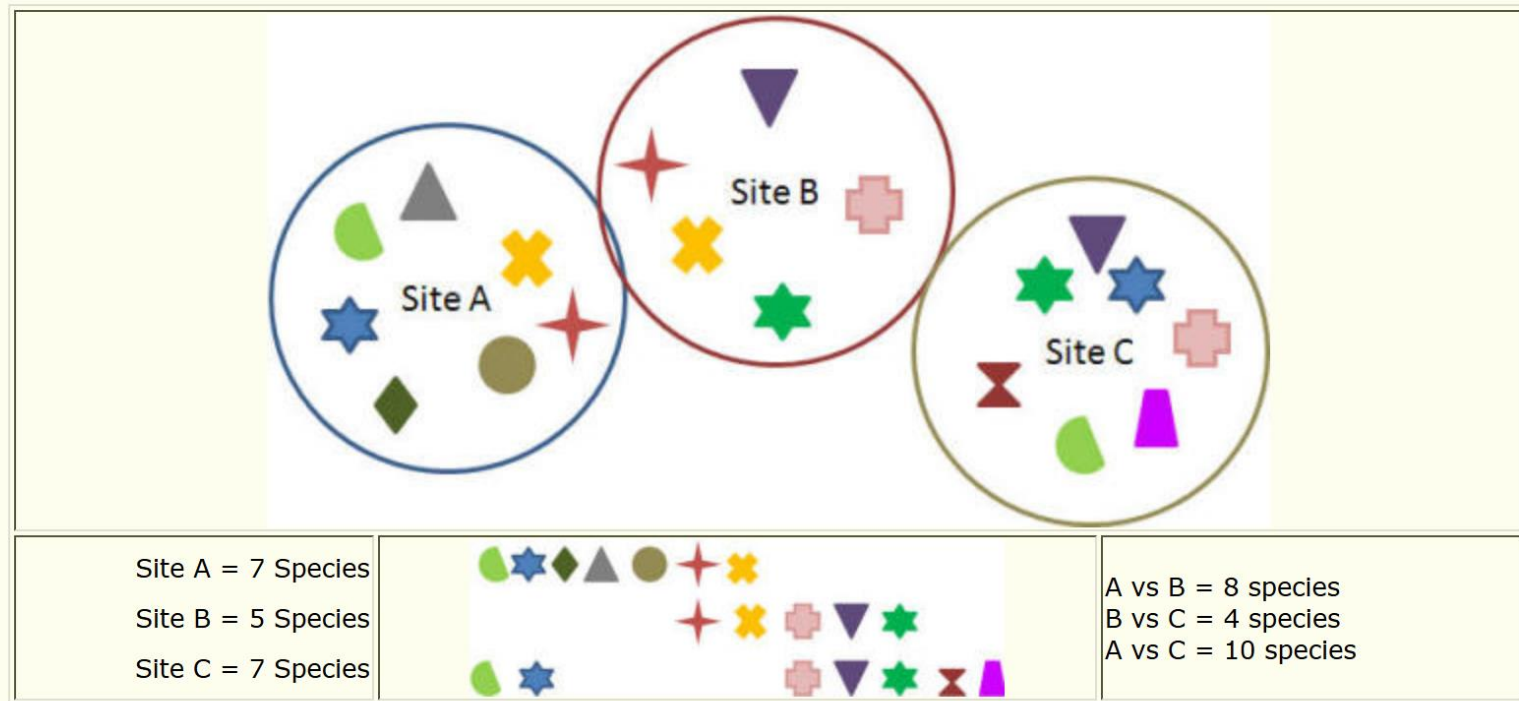 Site B
Site A
Site C
Site A = 7 Species
Site B = 5 Species
Site C = 7 Species
A vs B = 8 species
B vs C = 4 species
A vs C = 10 species